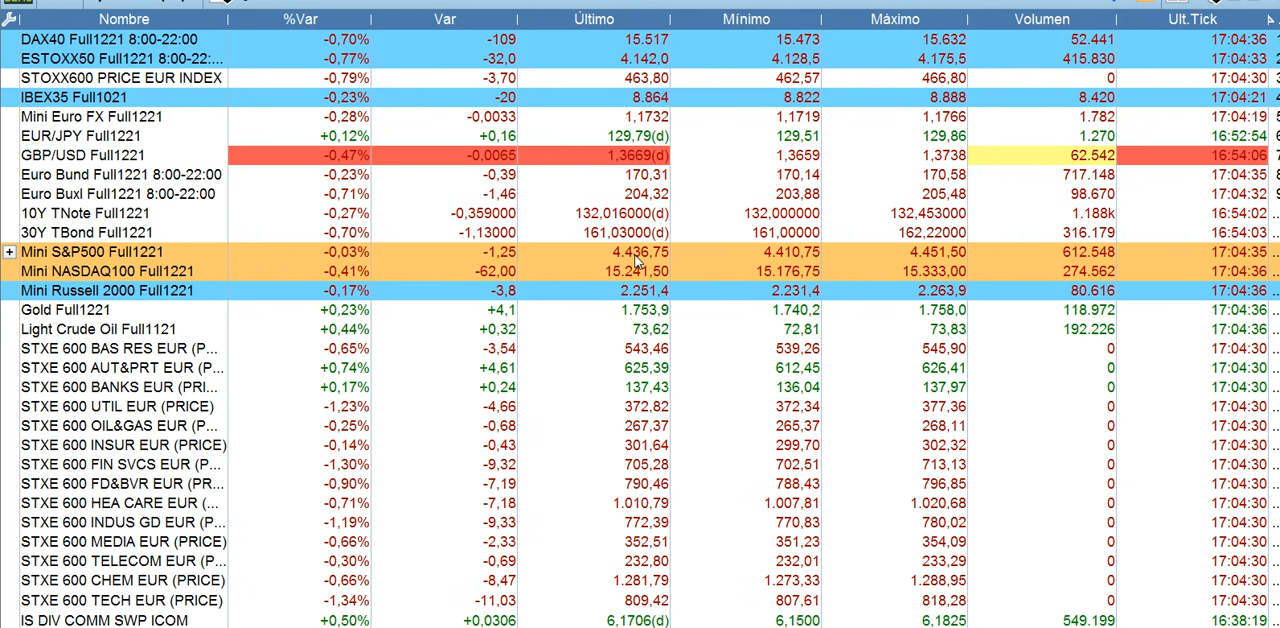 Nombre %Var Var Último Mínimo Máximo Volumen Ult.Tick
DAX40 Full1221 8:00-22:00 -0,70% -109 15.517 15.473 15.632 52.441 17:04:36
ESTOXX50 Full1221 8:00-22:... -0,77% -32,0 4.142,0 4.128,5 4.175,5 415.830 17:04:33
STOXX600 PRICE EUR INDEX -0,79% -3,70 463,80 462,57 466,80 0 17:04:30
IBEX35 Full1021 -0,23% -20 8.864 8.822 8.888 8.420 17:04:21
Mini Euro FX Full1221 -0,28% -0,0033 1,1732 1,1719 1,1766 1.782 17:04:19
EUR/JPY Full1221 +0,12% +0,16 129,79(d) 129,51 129,86 1.270 16:52:54
GBP/USD Full1221 -0,47% -0,0065 1,3669(d) 1,3659 1,3738 62.542 16:54:06
Euro Bund Full1221 8:00-22:00 -0,23% -0,39 170,31 170,14 170,58 717.148 17:04:35
Euro Buxl Full1221 8:00-22:00 -0,71% -1,46 204,32 203,88 205,48 98.670 17:04:32
10Y TNote Full1221 -0,27% -0,359000 132,016000(d) 132,000000 132,453000 1.188k 16:54:02
30Y TBond Full1221 -0,70% -1,13000 161,03000(d) 161,00000 162,22000 316.179 16:54:03
Mini S&P500 Full1221 -0,03% -1,25 4.436,75 4.410,75 4.451,50 612.548 17:04:35
Mini NASDAQ100 Full1221 -0,41% -62,00 15.241,50 15.176,75 15.333,00 274.562 17:04:36
Mini Russell 2000 Full1221 -0,17% -3,8 2.251,4 2.231,4 2.263,9 80.616 17:04:36
Gold Full1221 +0,23% +4,1 1.753,9 1.740,2 1.758,0 118.972 17:04:36
Light Crude Oil Full1121 +0,44% +0,32 73,62 72,81 73,83 192.226 17:04:36
STXE 600 BAS RES EUR (P... -0,65% -3,54 543,46 539,26 545,90 0 17:04:30
STXE 600 AUT&PRT EUR (P... +0,74% +4,61 625,39 612,45 626,41 0 17:04:30
STXE 600 BANKS EUR (PRI... +0,17% +0,24 137,43 136,04 137,97 0 17:04:30
STXE 600 UTIL EUR (PRICE) -1,23% -4,66 372,82 372,34 377,36 0 17:04:30
STXE 600 OIL&GAS EUR (P... -0,25% -0,68 267,37 265,37 268,11 0 17:04:30
STXE 600 INSUR EUR (PRICE) -0,14% -0,43 301,64 299,70 302,32 0 17:04:30
STXE 600 FIN SVCS EUR (P... -1,30% -9,32 705,28 702,51 713,13 0 17:04:30
STXE 600 FD&BVR EUR (PR... -0,90% -7,19 790,46 788,43 796,85 0 17:04:30
STXE 600 HEA CARE EUR (... -0,71% -7,18 1.010,79 1.007,81 1.020,68 0 17:04:30
STXE 600 INDUS GD EUR (P... -1,19% -9,33 772,39 770,83 780,02 0 17:04:30
STXE 600 MEDIA EUR (PRICE) -0,66% -2,33 352,51 351,23 354,09 0 17:04:30
STXE 600 TELECOM EUR (P... -0,30% -0,69 232,80 232,01 233,29 0 17:04:30
STXE 600 CHEM EUR (PRICE) -0,66% -8,47 1.281,79 1.273,33 1.288,95 0 17:04:30
STXE 600 TECH EUR (PRICE) -1,34% -11,03 809,42 807,61 818,28 0 17:04:30
IS DIV COMM SWP ICOM +0,50% +0,0306 6,1706(d) 6,1500 6,1825 549.199 16:38:19